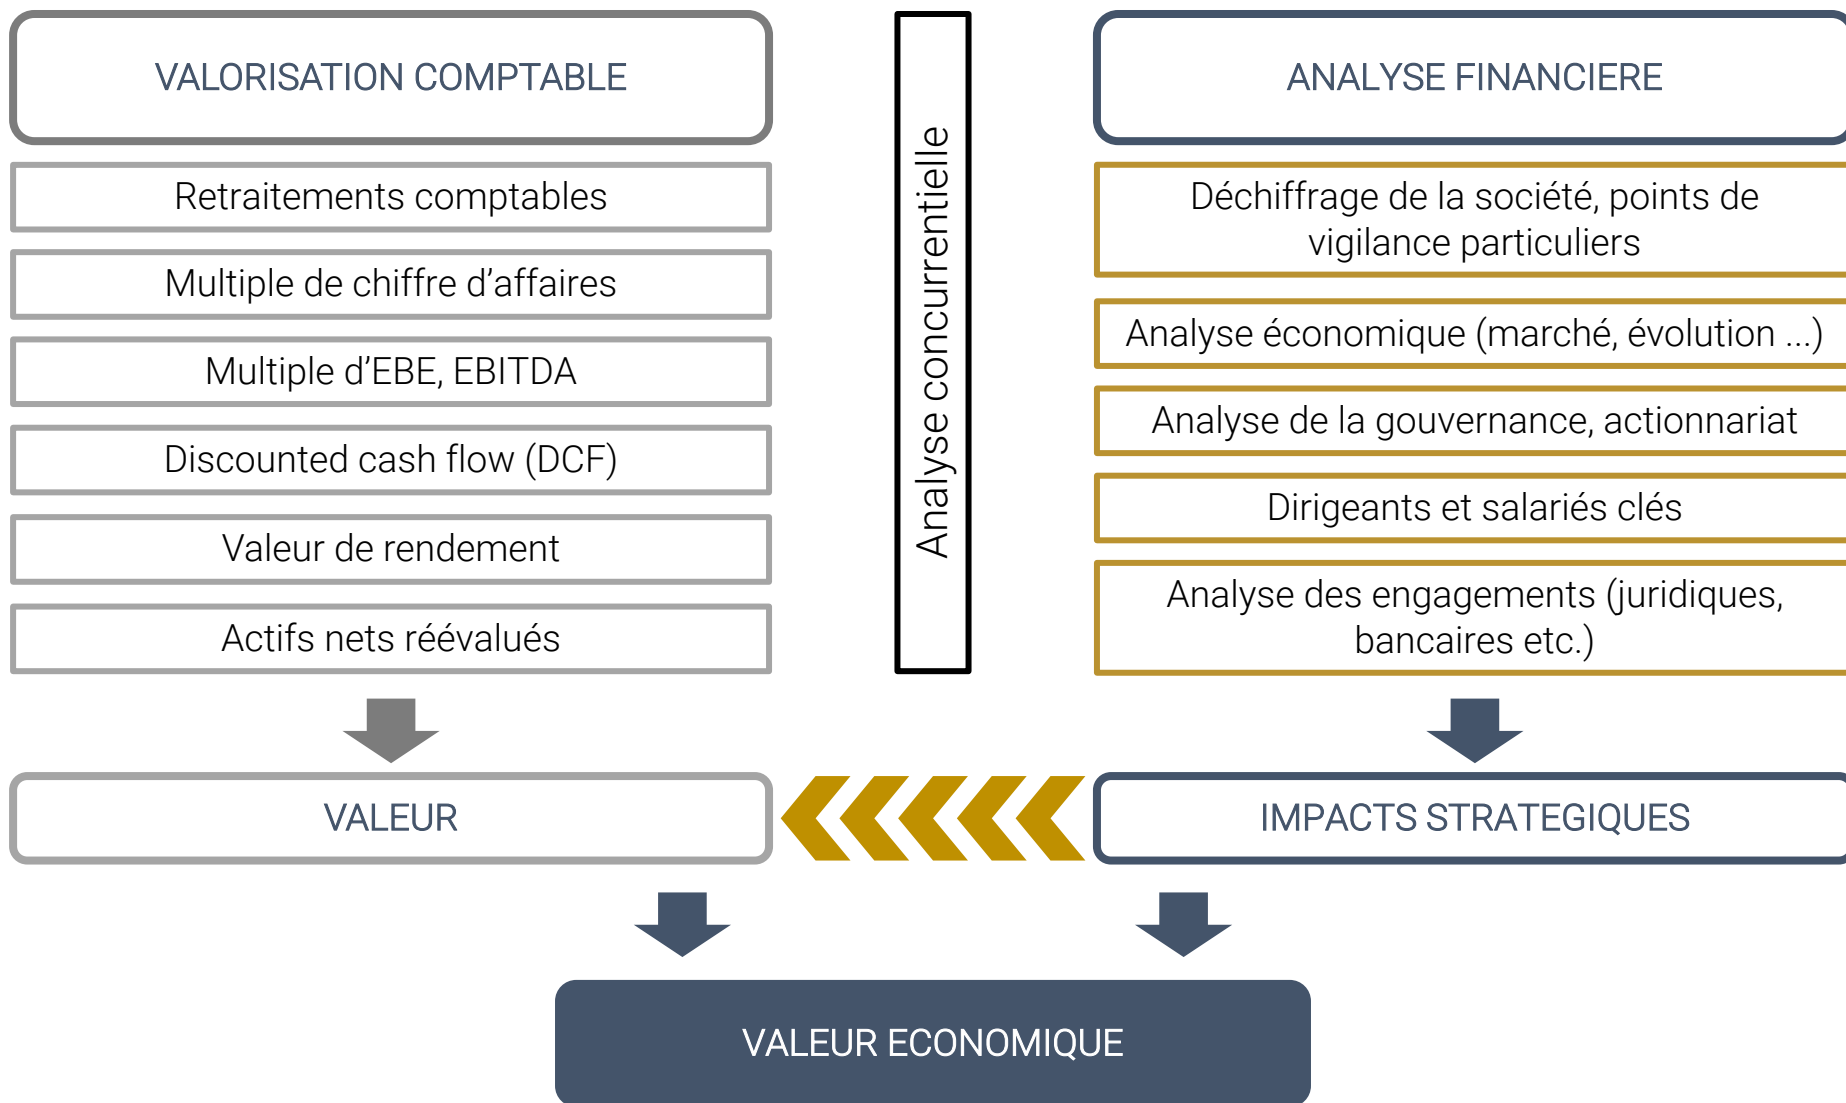 VALORISATION COMPTABLE
Retraitements comptables
Multiple de chiffre d’affaires
Multiple d’EBE, EBITDA
Discounted cash flow (DCF)
Valeur de rendement
Actifs nets réévalués
VALEUR
Analyse concurrentielle
ANALYSE FINANCIERE
Déchiffrage de la société, points de
vigilance particuliers
Analyse économique (marché, évolution ...)
Analyse de la gouvernance, actionnariat
Dirigeants et salariés clés
Analyse des engagements (juridiques,
bancaires etc.)
IMPACTS STRATEGIQUES
VALEUR ECONOMIQUE